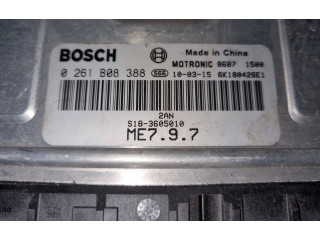 BOSCH
Made in China
MOTRONIC 8687 1500
0 261 B08 388 568 10-03-15 6K180426E1
2AN
S18-3605010
ME7.9.7